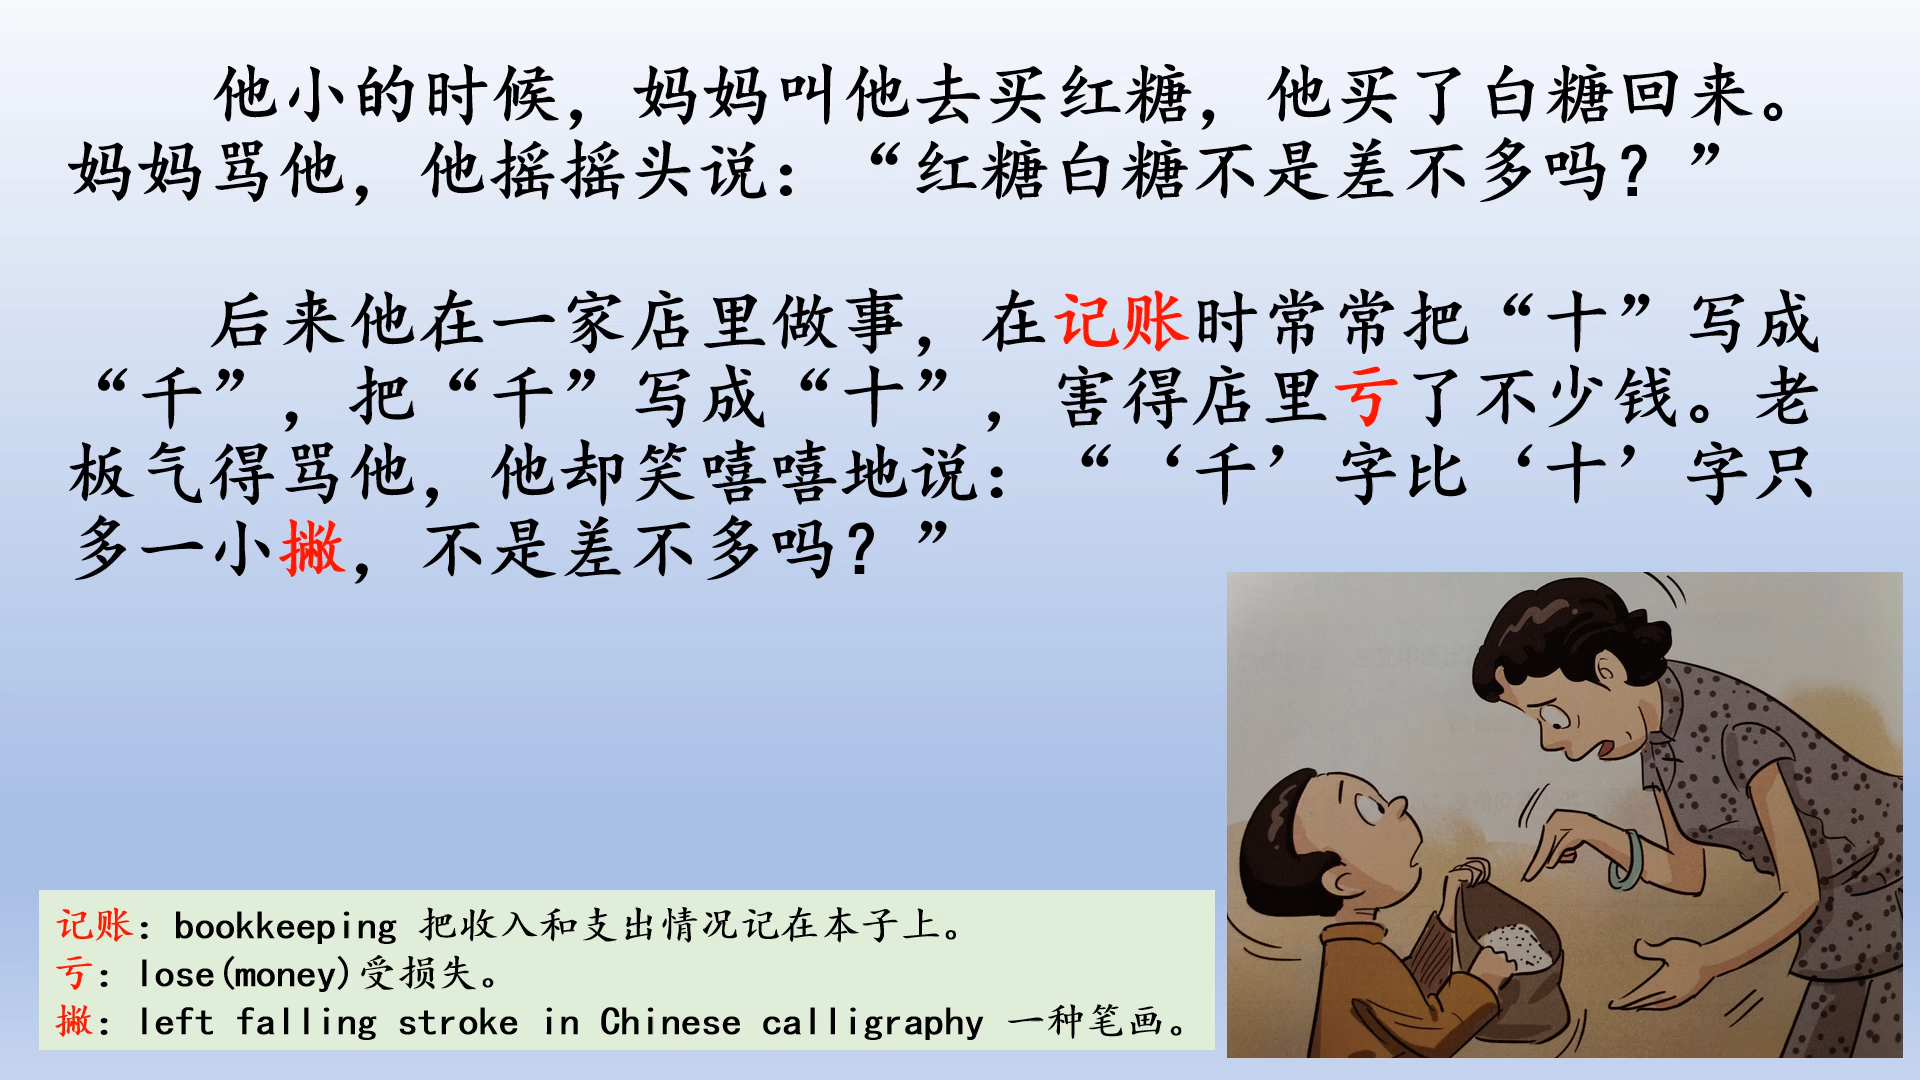 他小的时候，妈妈叫他去买红糖，他买了白糖回来。
妈妈骂他，他摇摇头说：“红糖白糖不是差不多吗？”
后来他在一家店里做事，在记账时常常把“十”写成
“千”，把“千”写成“十”，害得店里亏了不少钱。老
板气得骂他，他却笑嘻嘻地说：“‘千’字比‘十’字只
多一小撇，不是差不多吗？”
记账：bookkeeping 把收入和支出情况记在本子上。
亏：lose(money)受损失。
撇：left falling stroke in Chinese calligraphy 一种笔画。